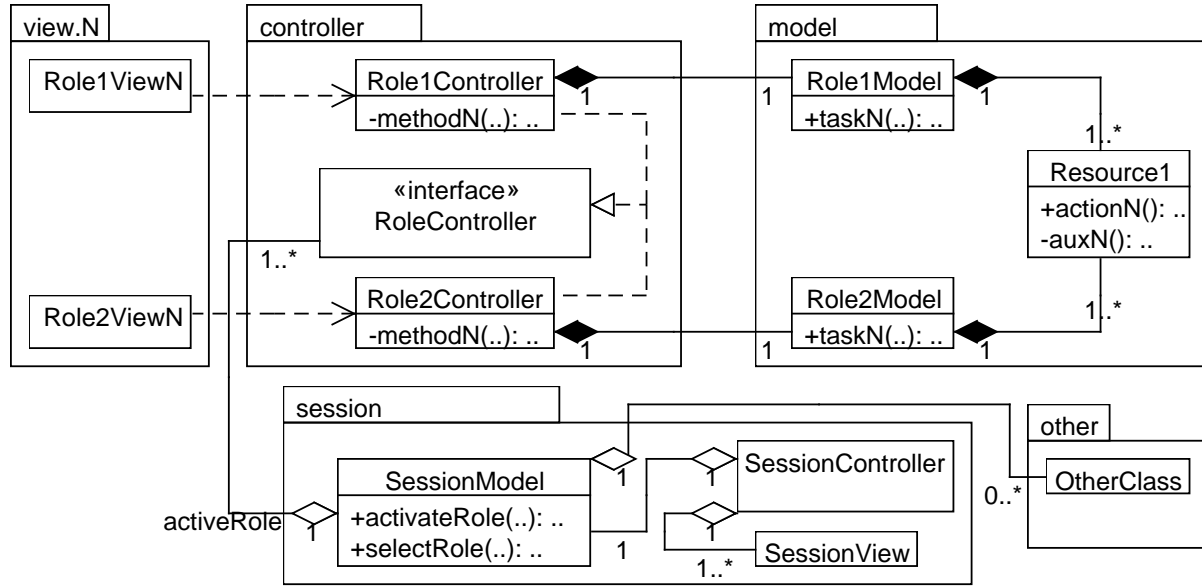 view.N
controller
model
Role1ViewN
Role1Controller
-methodN(..): ..
1
1
Role1Model
+taskN(..): ..
1
1..*
«interface»
RoleController
1..*
Resource1
+actionN(): ..
-auxN(): ..
1..*
Role2ViewN
Role2Controller
-methodN(..): ..
1
1
Role2Model
+taskN(..): ..
1
session
other
SessionModel
+activateRole(..): ..
+selectRole(..): ..
activeRole
1
1
1
1
SessionController
1
1..*
SessionView
0..*
OtherClass